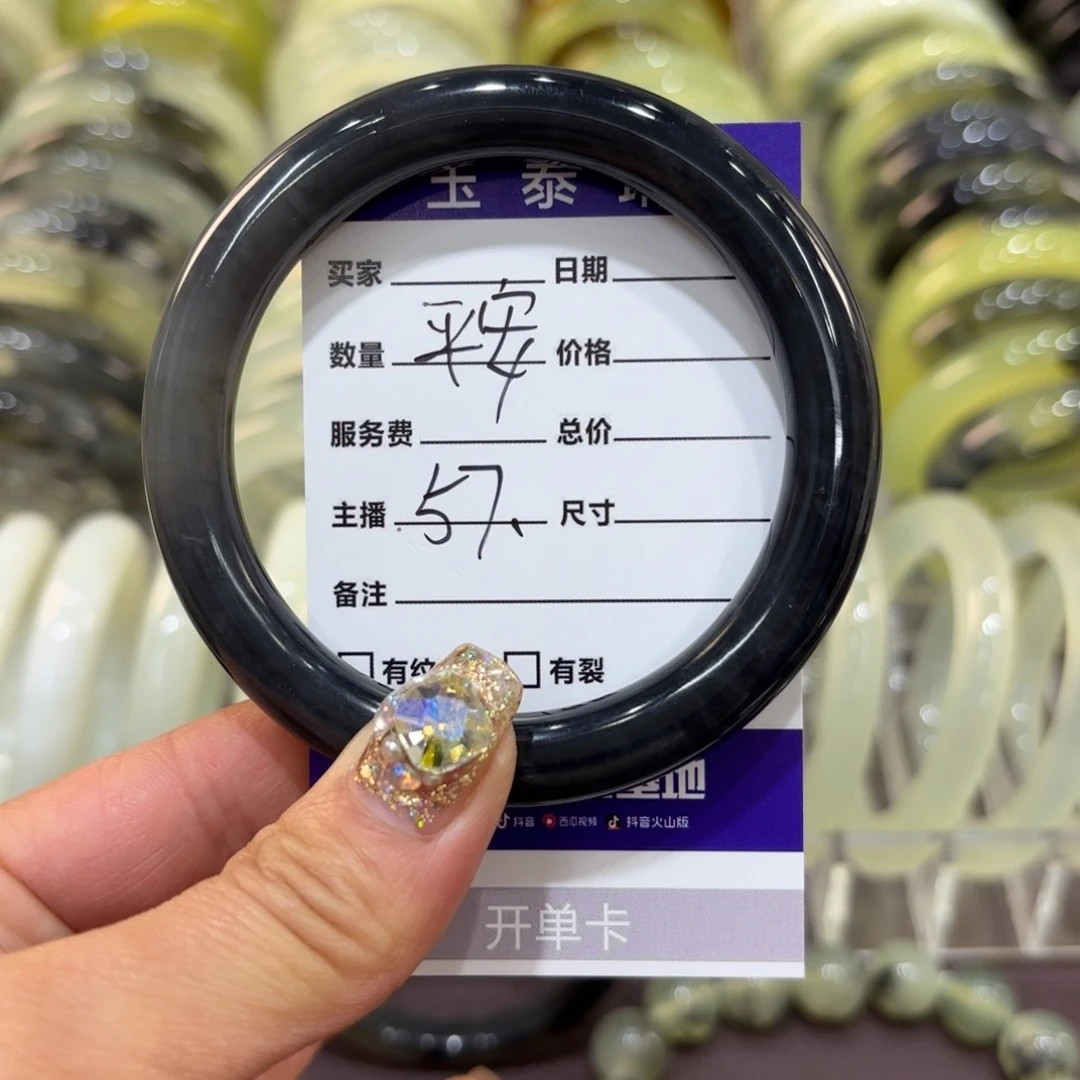 玉 泰
买家 日期
平安
数量 价格
服务费 总价
主播 57. 尺寸
备注
有纹 有裂
基地
抖音 西瓜视频 抖音火山版
开单卡